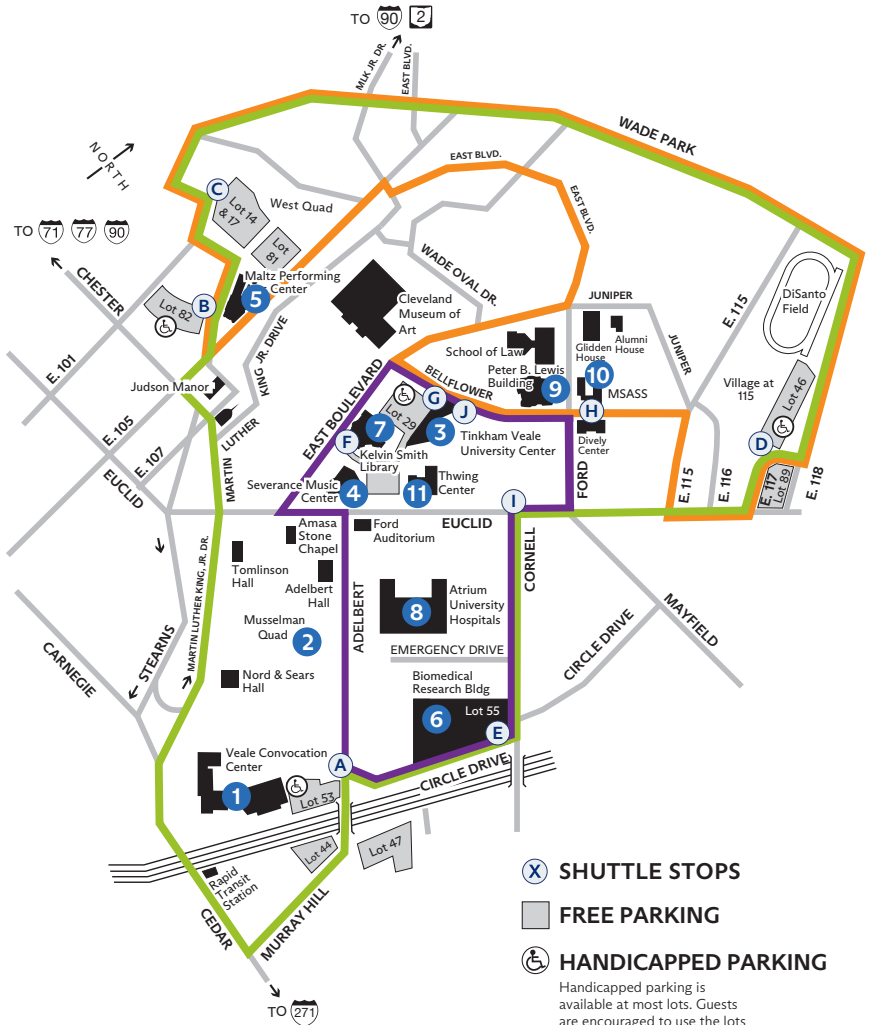 TO 90 2
MLK JR. DR.
EAST BLVD.
WADE PARK
NORTH
EAST BLVD.
EAST BLVD.
C
Lot 14
& 17
West Quad
TO 71 77 90
Lot
81
CHESTER
WADE OVAL DR.
E. 115
DiSanto
Field
Maltz Performing
Center
5
B
Lot 82
Cleveland
Museum of
Art
JUNIPER
JUNIPER
Glidden
House
Alumni
House
School of Law
Peter B. Lewis
Building
9
10
MSASS
KING JR. DRIVE
LUTHER
MARTIN
E. 101
Judson Manor
E. 105
E. 107
EUCLID
EAST BOULEVARD
BELLFLOWER
G
J
H
Lot 29
7
3
F
Kelvin Smith
Library
Tinkham Veale
University Center
Dively
Center
Village at
115
Lot 46
D
E. 117
Lot 89
E. 118
E. 116
E. 115
FORD
Severance Music
Center
4
11
Thwing
Center
I
EUCLID
CORNELL
Amasa
Stone
Chapel
Ford
Auditorium
Tomlinson
Hall
Adelbert
Hall
ADELBERT
8
Atrium
University
Hospitals
Musselman
Quad
2
EMERGENCY DRIVE
CIRCLE DRIVE
MAYFIELD
MARTIN LUTHER KING, JR. DR.
STEARNS
CARNEGIE
Nord & Sears
Hall
Biomedical
Research Bldg
6
Lot 55
E
A
CIRCLE DRIVE
Veale Convocation
Center
1
Lot 53
Lot 44
Lot 47
Rapid
Transit
Station
CEDAR
MURRAY HILL
TO 271
X SHUTTLE STOPS
FREE PARKING
HANDICAPPED PARKING
Handicapped parking is
available at most lots. Guests
are encouraged to use the lots